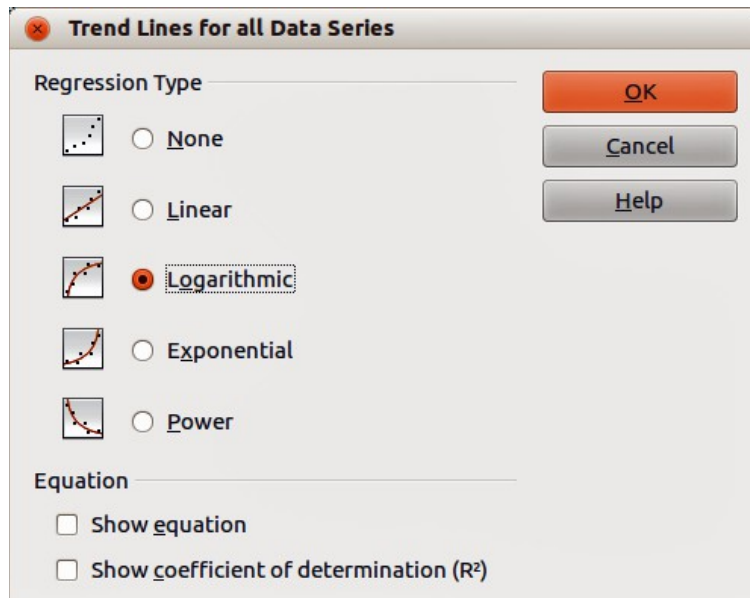 Trend Lines for all Data Series
Regression Type
OK
None
Cancel
Linear
Help
Logarithmic
Exponential
Power
Equation
Show equation
Show coefficient of determination (R²)